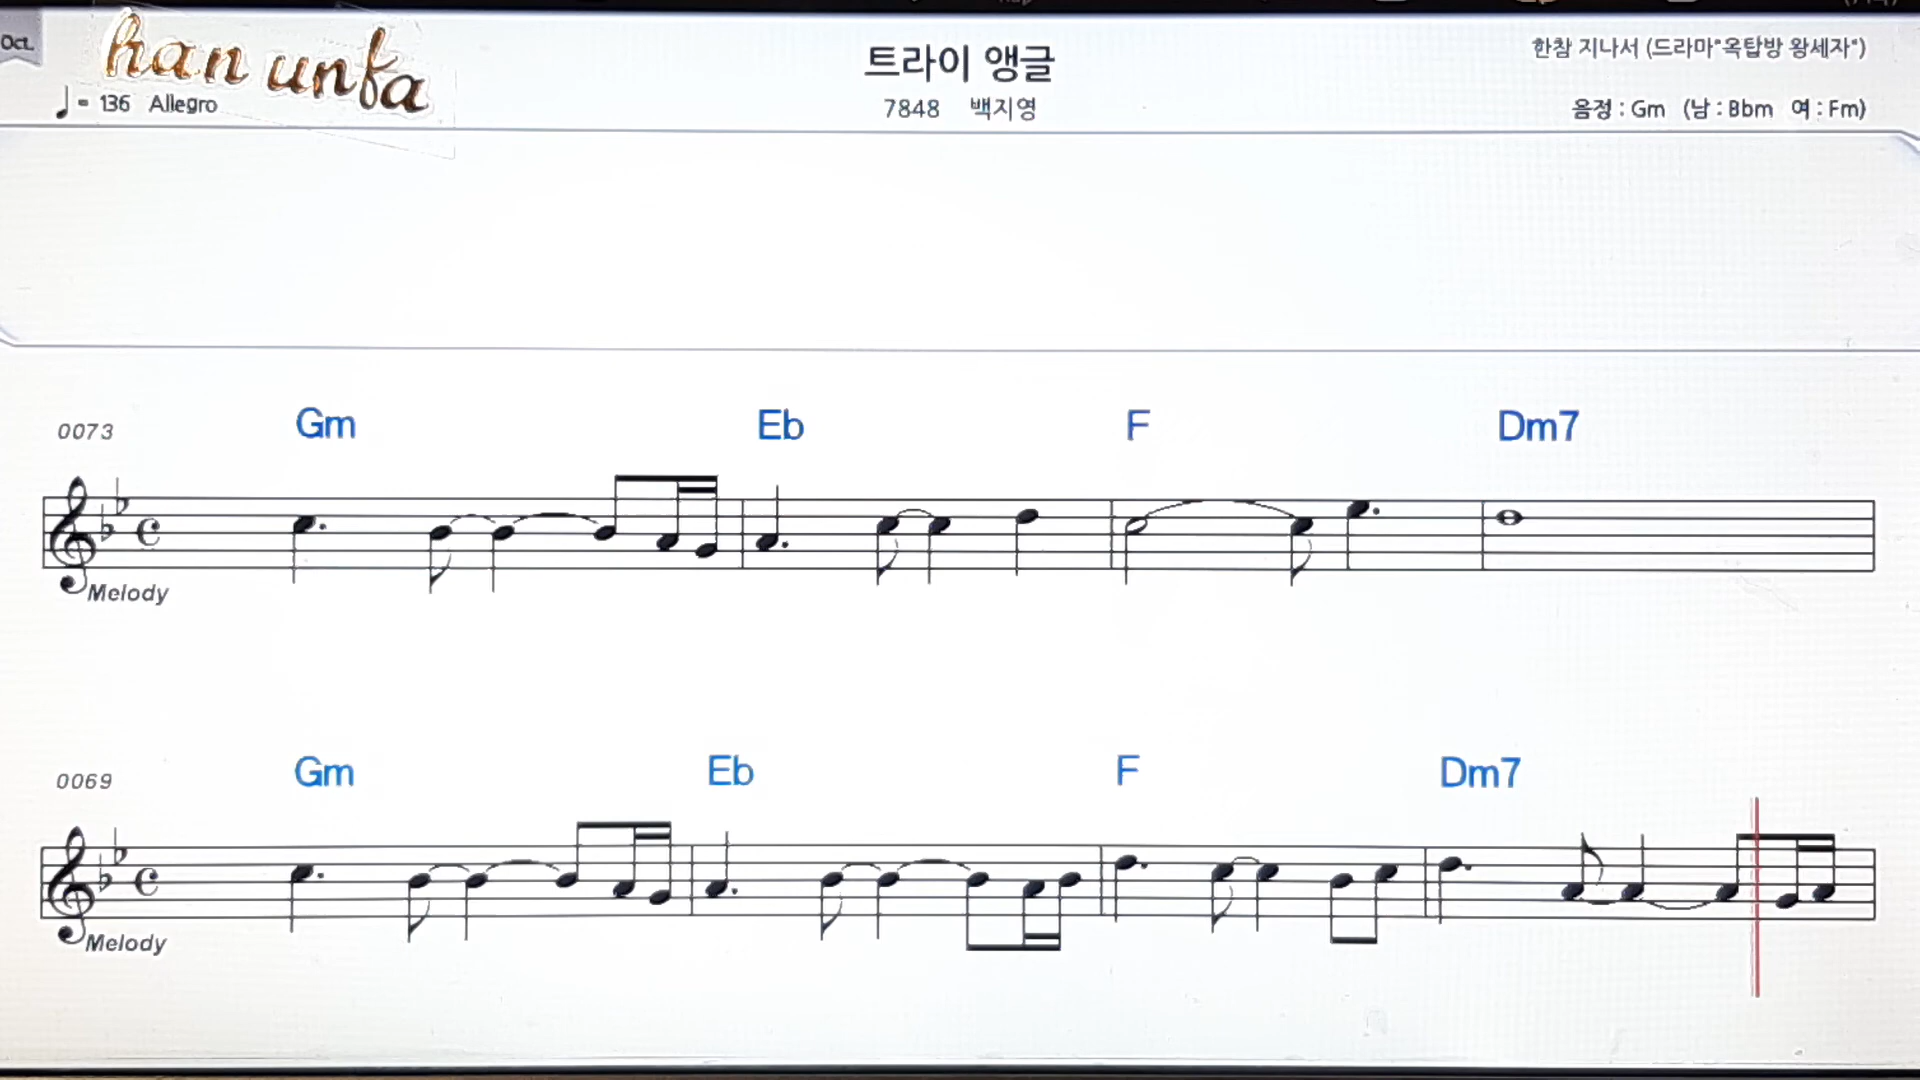 Oct.
han unfa
♩ = 136 Allegro
트라이 앵글
7848 백지영
한참 지나서 (드라마"옥탑방 왕세자")
음정 : Gm (남 : Bbm 여 : Fm)
0073 Gm Eb F Dm7
Melody
0069 Gm Eb F Dm7
Melody